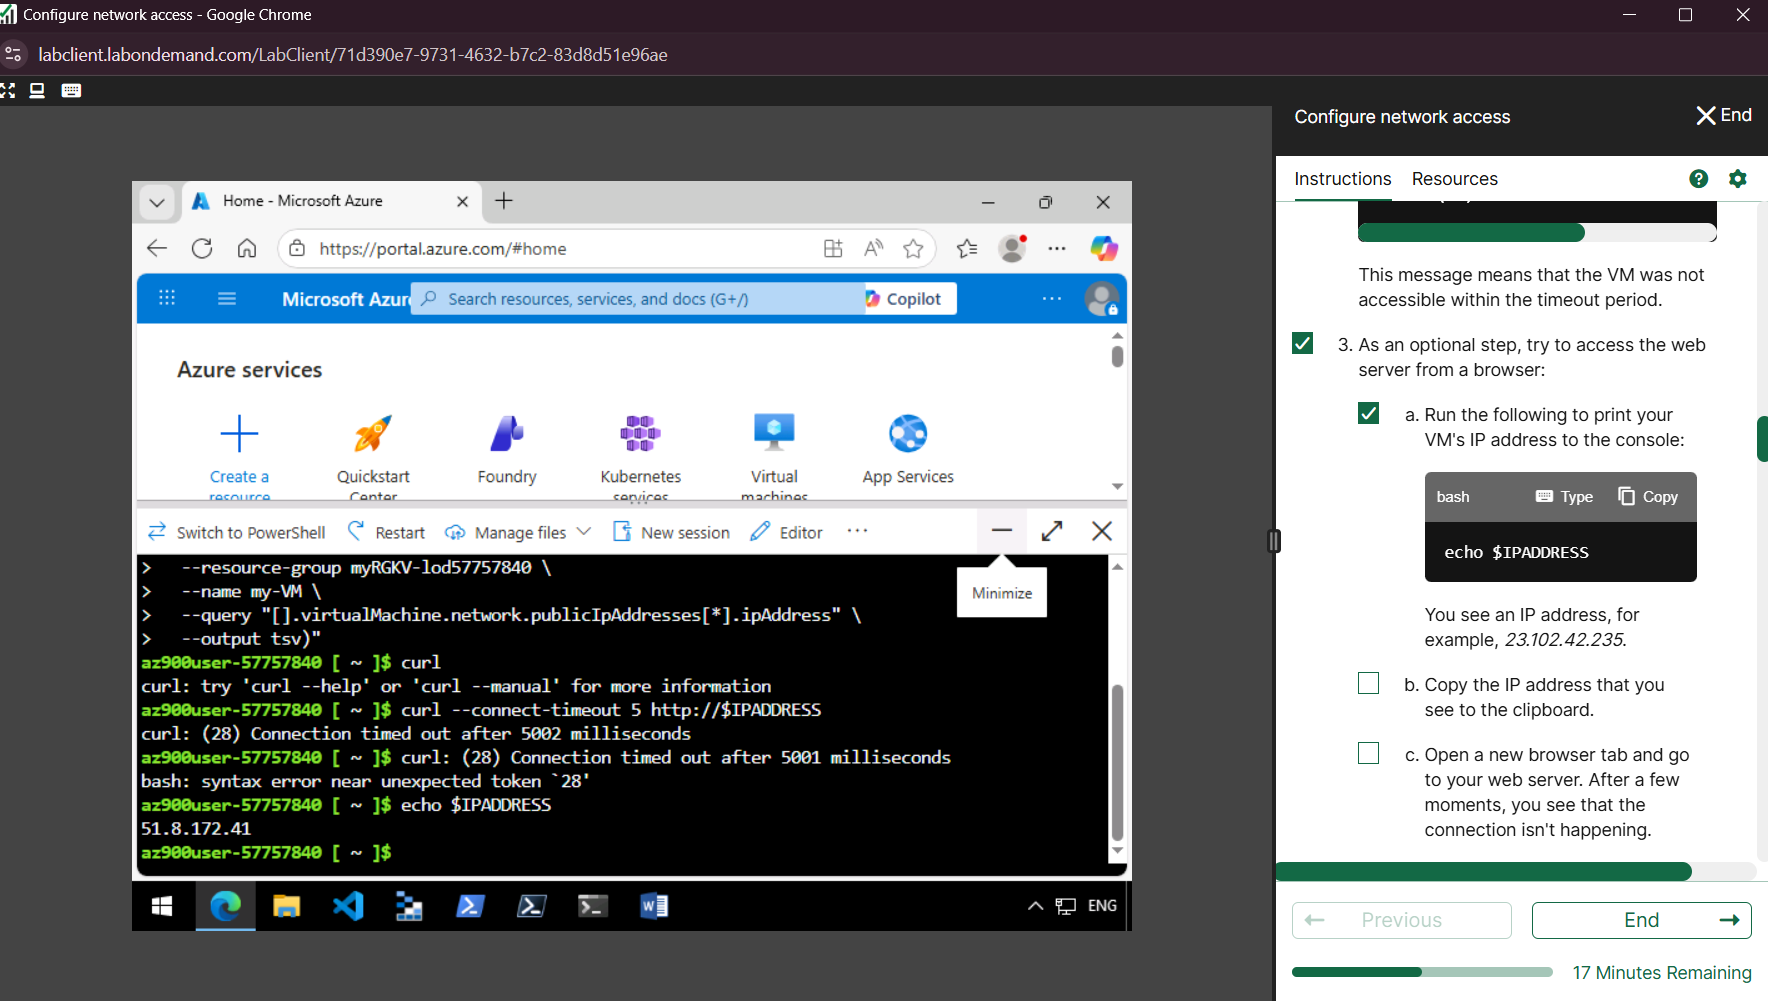 Configure network access - Google Chrome
labclient.labondemand.com/LabClient/71d390e7-9731-4632-b7c2-83d8d51e96ae
Home - Microsoft Azure
https://portal.azure.com/#home
Microsoft Azur
Search resources, services, and docs (G+/)
Copilot
Azure services
Create a
resource
Quickstart
Center
Foundry
Kubernetes
services
Virtual
machines
App Services
Switch to PowerShell
Restart
Manage files
New session
Editor
Minimize
>   --resource-group myRGKV-lod57757840 \
>   --name my-VM \
>   --query "[].virtualMachine.network.publicIpAddresses[*].ipAddress" \
>   --output tsv)"
az900user-57757840 [ ~ ]$ curl
curl: try 'curl --help' or 'curl --manual' for more information
az900user-57757840 [ ~ ]$ curl --connect-timeout 5 http://$IPADDRESS
curl: (28) Connection timed out after 5002 milliseconds
az900user-57757840 [ ~ ]$ curl: (28) Connection timed out after 5001 milliseconds
bash: syntax error near unexpected token `28'
az900user-57757840 [ ~ ]$ echo $IPADDRESS
51.8.172.41
az900user-57757840 [ ~ ]$
ENG
Configure network access
End
Instructions
Resources
This message means that the VM was not
accessible within the timeout period.
3. As an optional step, try to access the web
server from a browser:
a. Run the following to print your
VM's IP address to the console:
bash
Type
Copy
echo $IPADDRESS
You see an IP address, for
example, 23.102.42.235.
b. Copy the IP address that you
see to the clipboard.
c. Open a new browser tab and go
to your web server. After a few
moments, you see that the
connection isn't happening.
Previous
End
17 Minutes Remaining